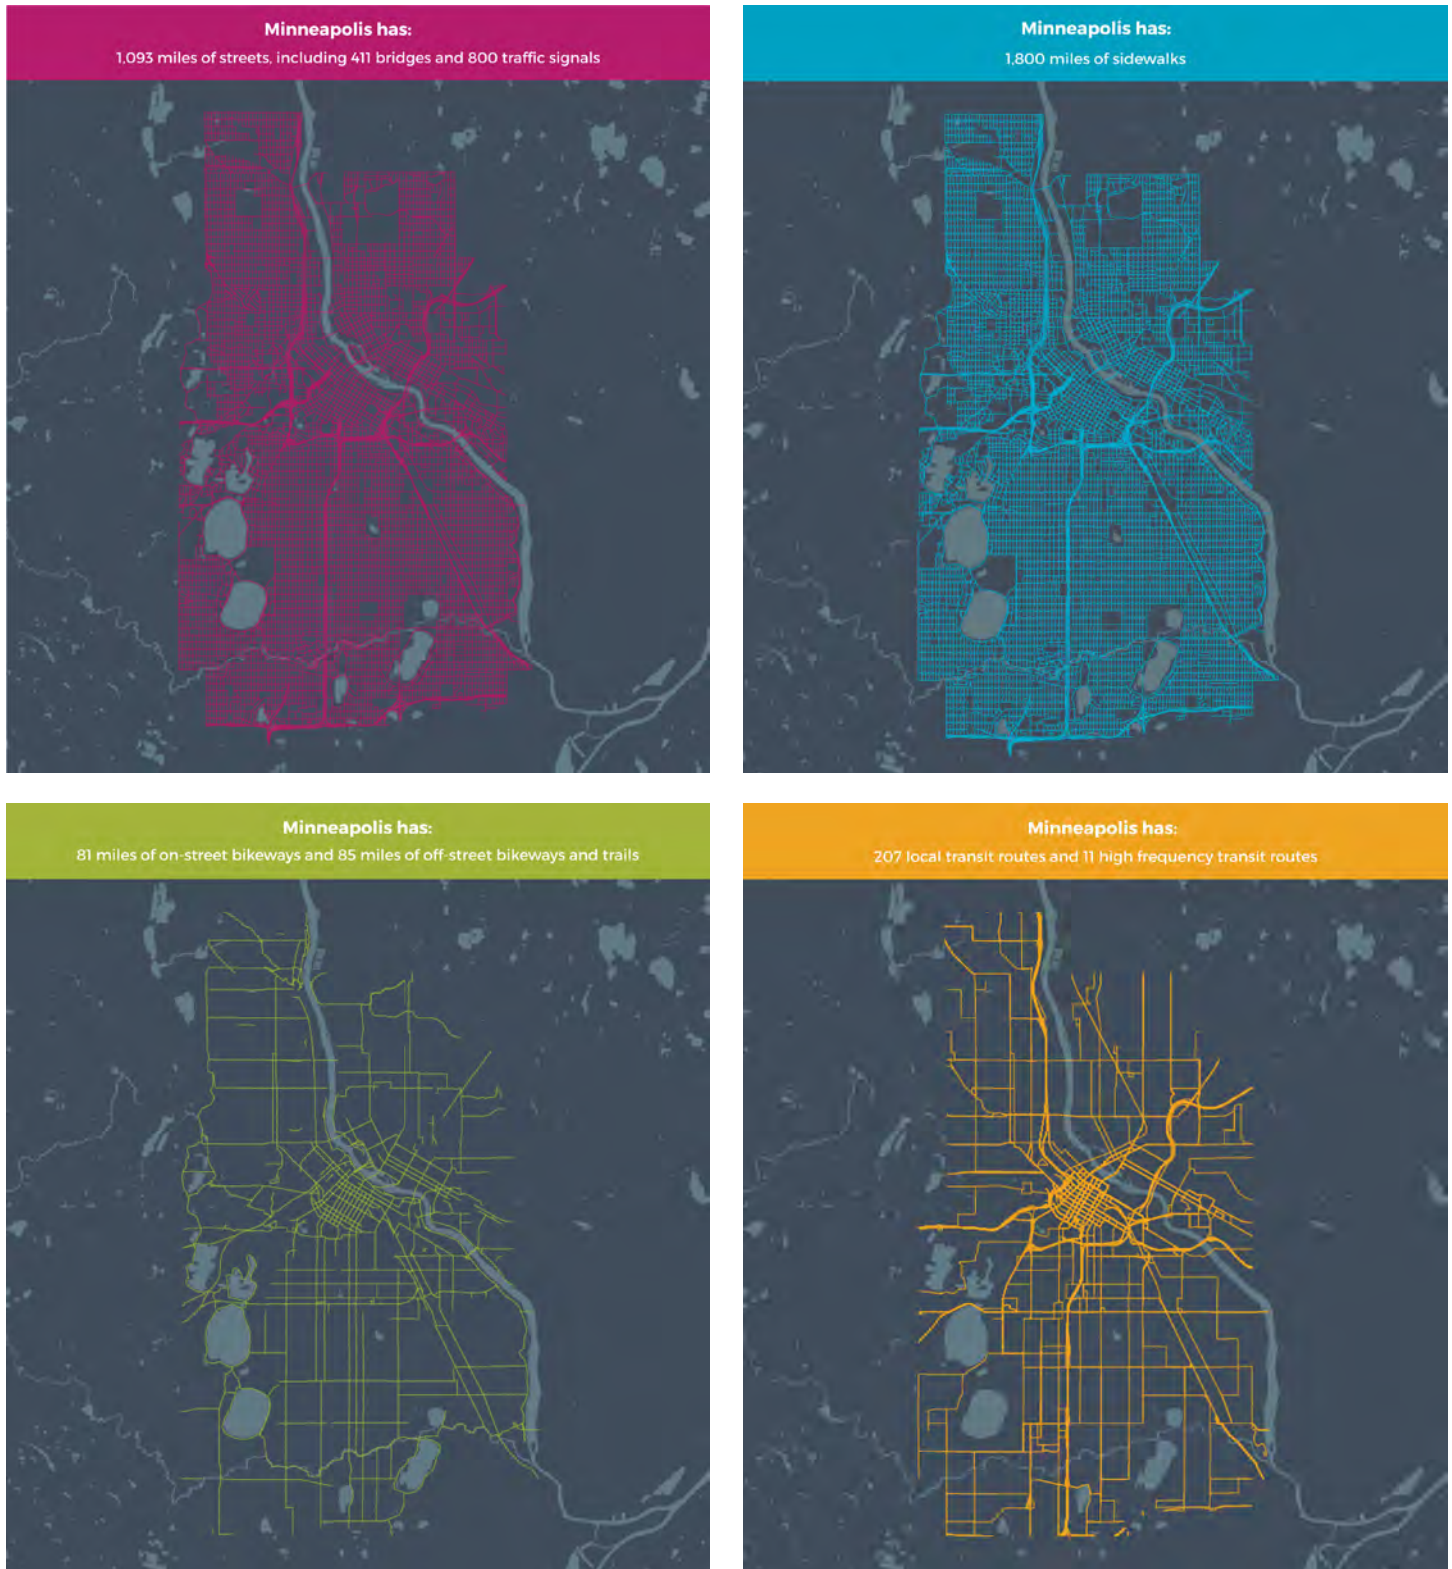 Minneapolis has:
1,093 miles of streets, including 411 bridges and 800 traffic signals
Minneapolis has:
1,800 miles of sidewalks
Minneapolis has:
81 miles of on-street bikeways and 85 miles of off-street bikeways and trails
Minneapolis has:
207 local transit routes and 11 high frequency transit routes